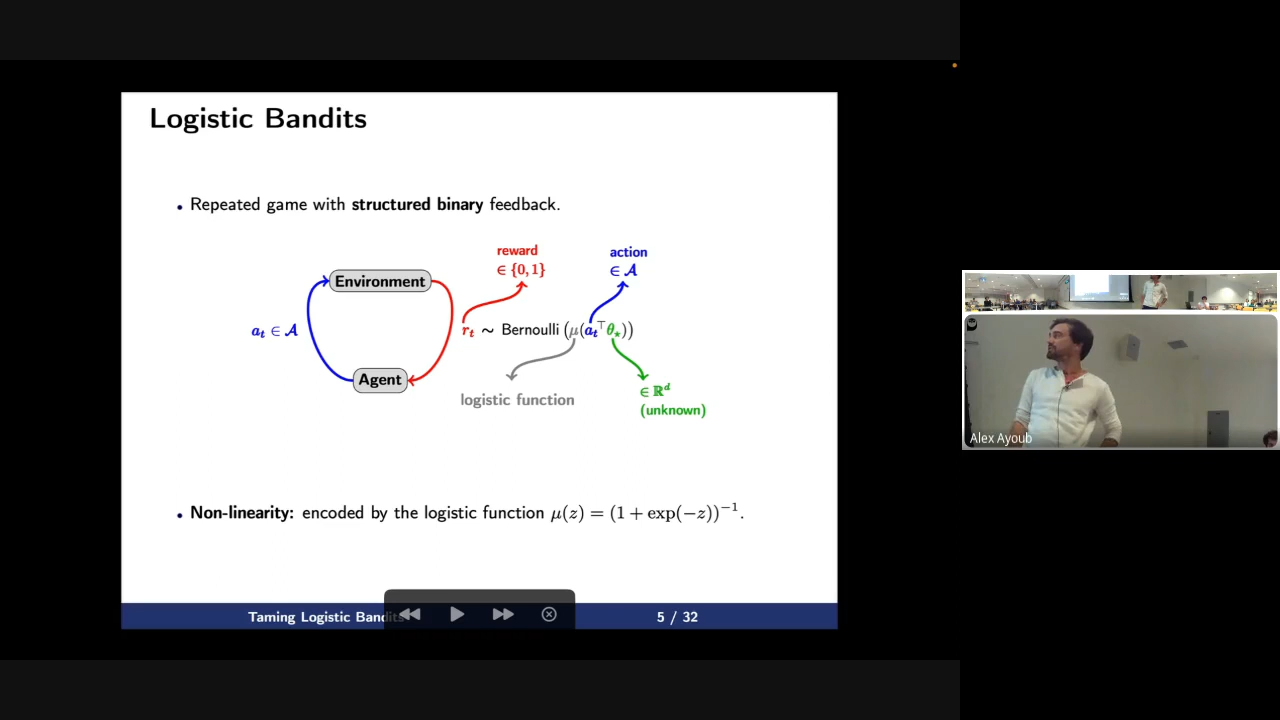 Logistic Bandits
• Repeated game with structured binary feedback.
reward
∈ {0, 1}
action
∈ 𝒜
Environment
a_t ∈ 𝒜
r_t ∼ Bernoulli (μ(a_t^⊤ θ_⋆))
Agent
logistic function
∈ ℝ^d
(unknown)
• Non-linearity: encoded by the logistic function μ(z) = (1 + exp(−z))^{−1}.
Taming Logistic Bandits
5 / 32
Alex Ayoub